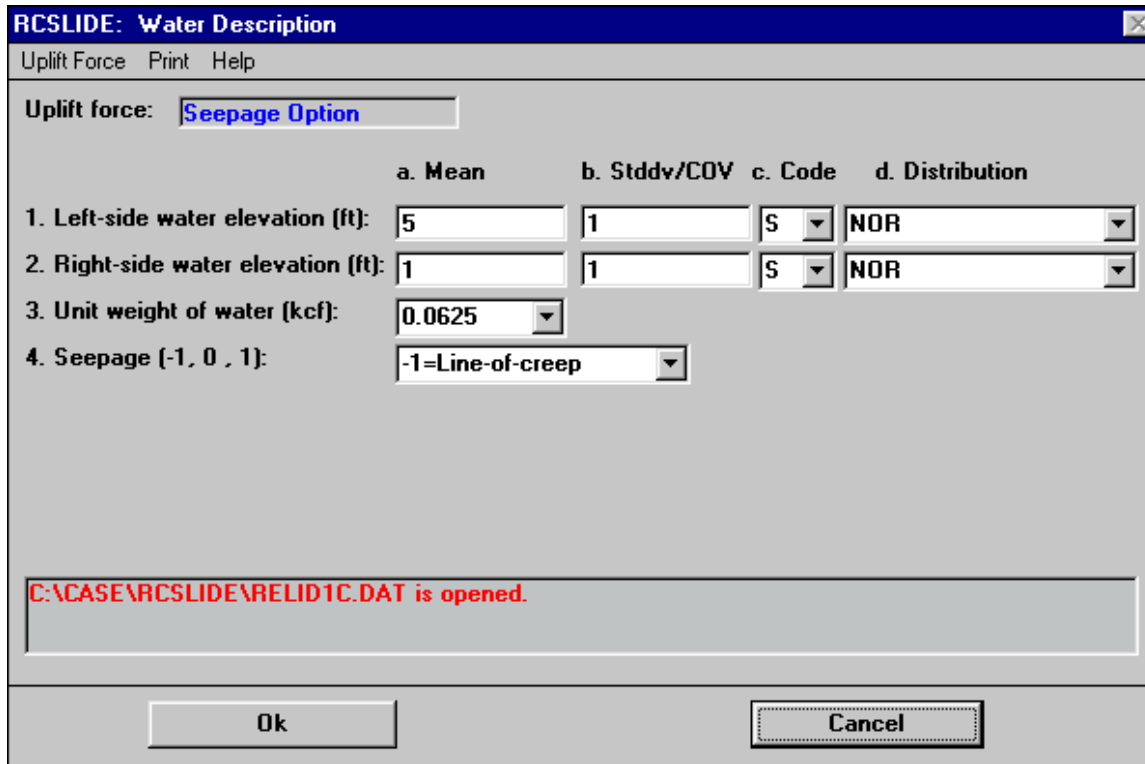 RCSLIDE: Water Description
Uplift Force Print Help
Uplift force: Seepage Option
a. Mean b. Stddv/COV c. Code d. Distribution
1. Left-side water elevation (ft): 5 1 S NOR
2. Right-side water elevation (ft): 1 1 S NOR
3. Unit weight of water (kcf): 0.0625
4. Seepage (-1, 0 , 1): -1=Line-of-creep
C:\CASE\RCSLIDE\RELID1C.DAT is opened.
Ok Cancel